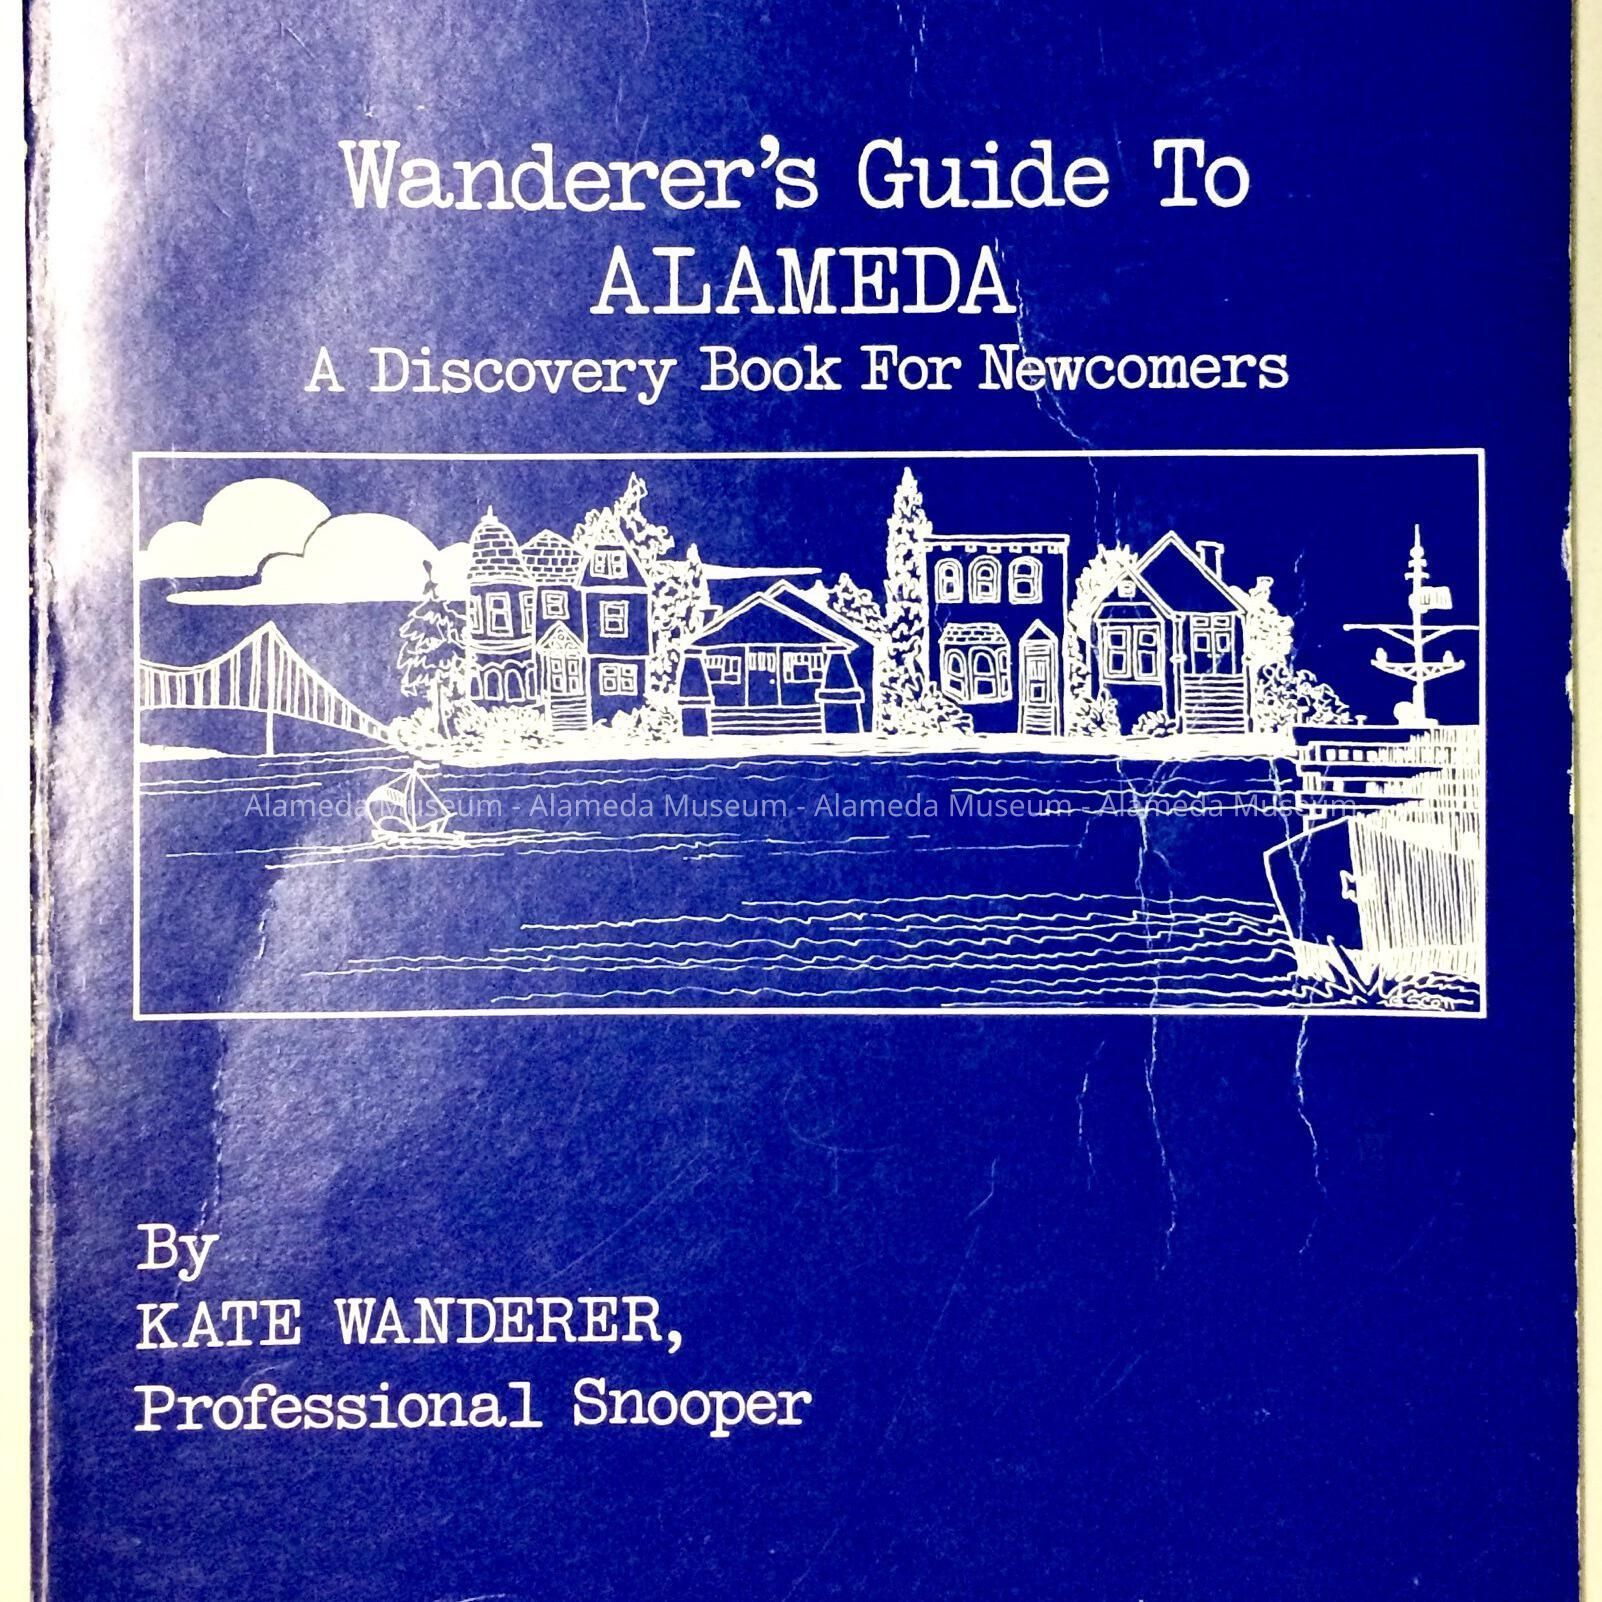 Wanderer's Guide To
ALAMEDA
A Discovery Book For Newcomers
Alameda Museum - Alameda Museum - Alameda Museum - Alameda Museum
By
KATE WANDERER,
Professional Snooper